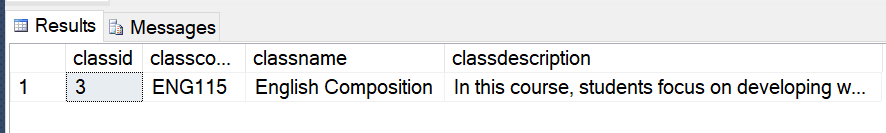 Results Messages
classid classco... classname classdescription
1 3 ENG115 English Composition In this course, students focus on developing w...